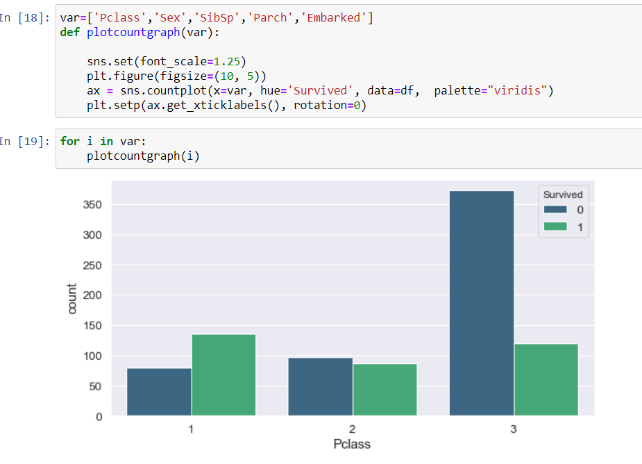 In [18]: var=['Pclass','Sex','SibSp','Parch','Embarked']
def plotcountgraph(var):
sns.set(font_scale=1.25)
plt.figure(figsize=(10, 5))
ax = sns.countplot(x=var, hue='Survived', data=df,  palette="viridis")
plt.setp(ax.get_xticklabels(), rotation=0)
In [19]: for i in var:
plotcountgraph(i)
Survived
0
1
350
300
250
200
150
100
50
0
count
1 2 3
Pclass